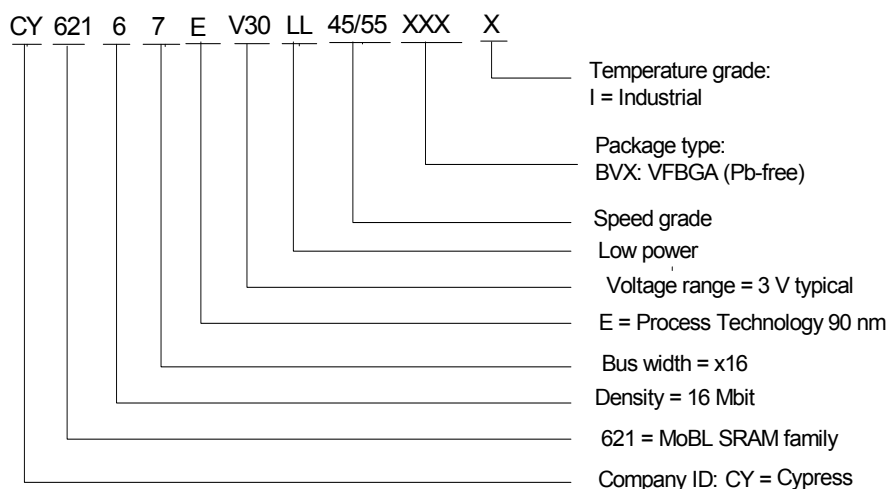 CY 621 6 7 E V30 LL 45/55 XXX X
Temperature grade:
I = Industrial
Package type:
BVX: VFBGA (Pb-free)
Speed grade
Low power
Voltage range = 3 V typical
E = Process Technology 90 nm
Bus width = x16
Density = 16 Mbit
621 = MoBL SRAM family
Company ID: CY = Cypress